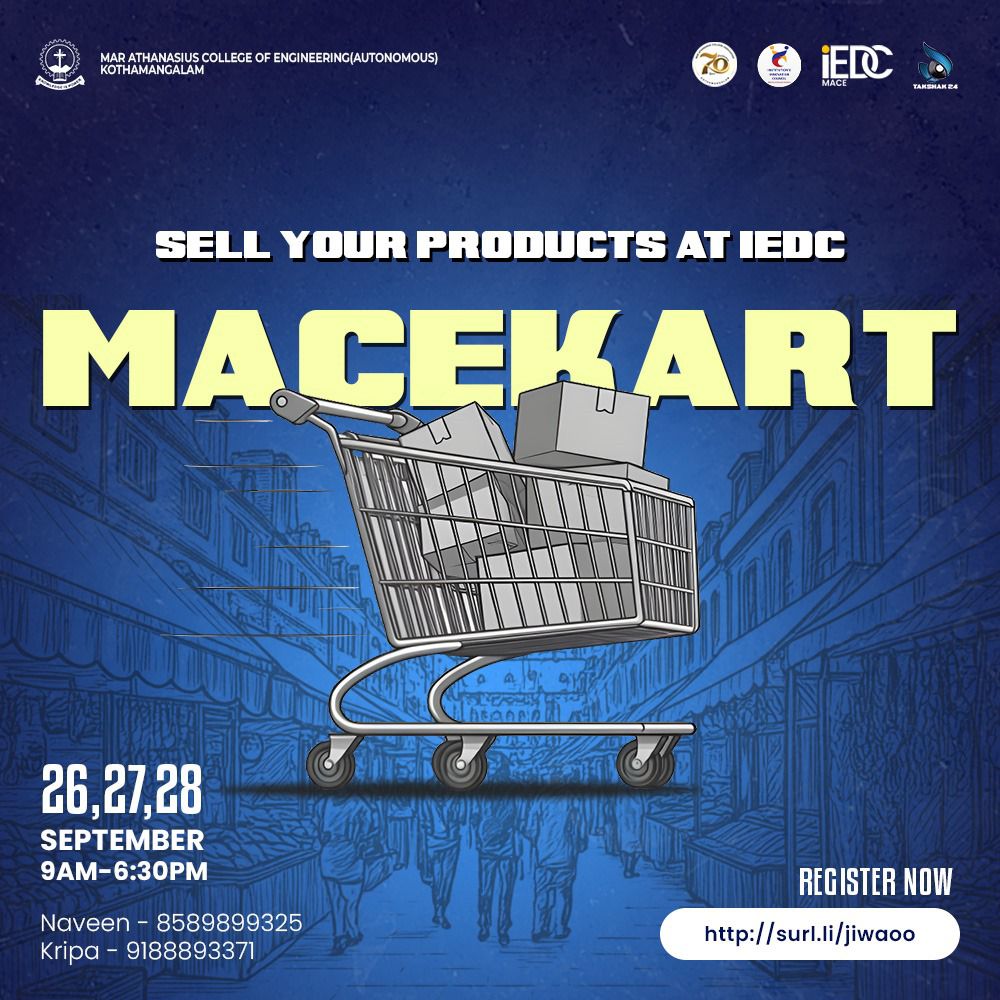 MAR ATHANASIUS COLLEGE OF ENGINEERING(AUTONOMOUS)
KOTHAMANGALAM
70
iEDC
MACE
TAKSHAK 24
SELL YOUR PRODUCTS AT IEDC
MACEKART
26,27,28
SEPTEMBER
9AM-6:30PM
Naveen - 8589899325
Kripa - 9188893371
REGISTER NOW
http://surl.li/jiwaoo